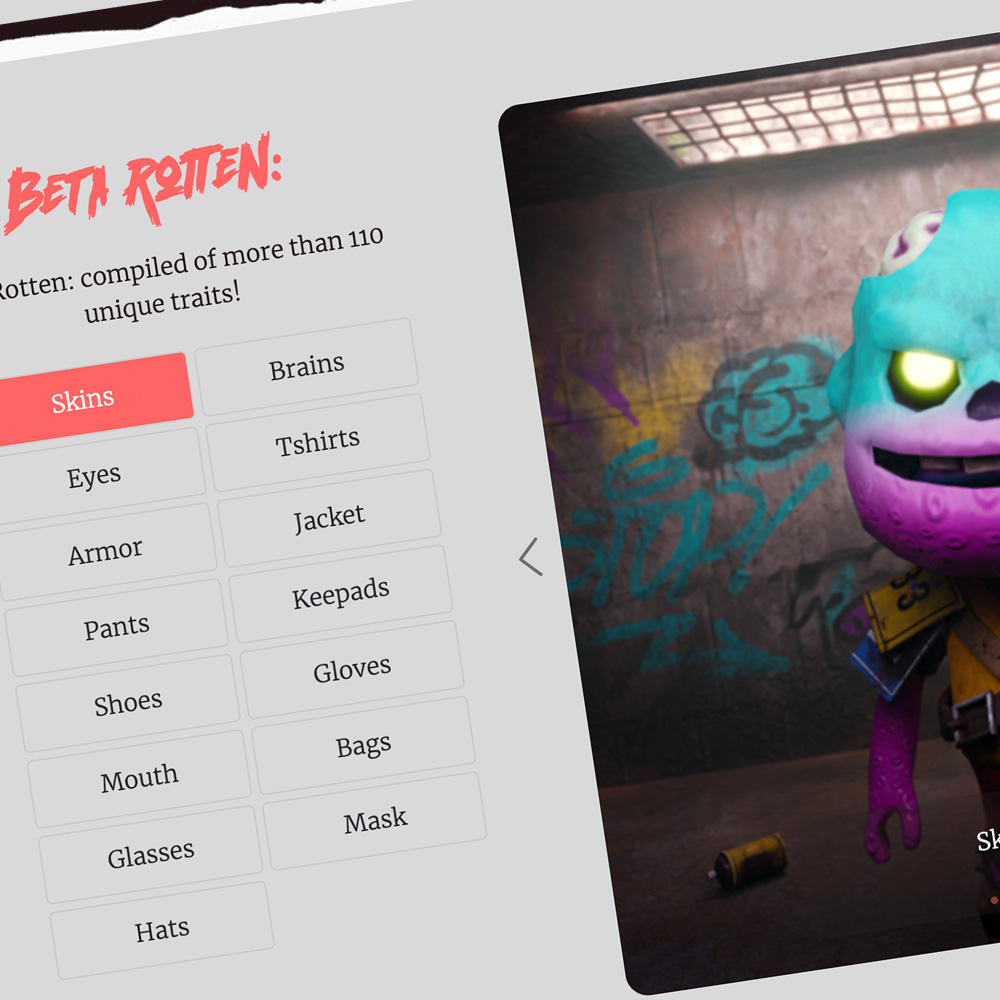 BETA ROTTEN:
Rotten: compiled of more than 110
unique traits!
Skins
Brains
Eyes
Tshirts
Armor
Jacket
Pants
Keepads
Shoes
Gloves
Mouth
Bags
Glasses
Mask
Hats
STOP!